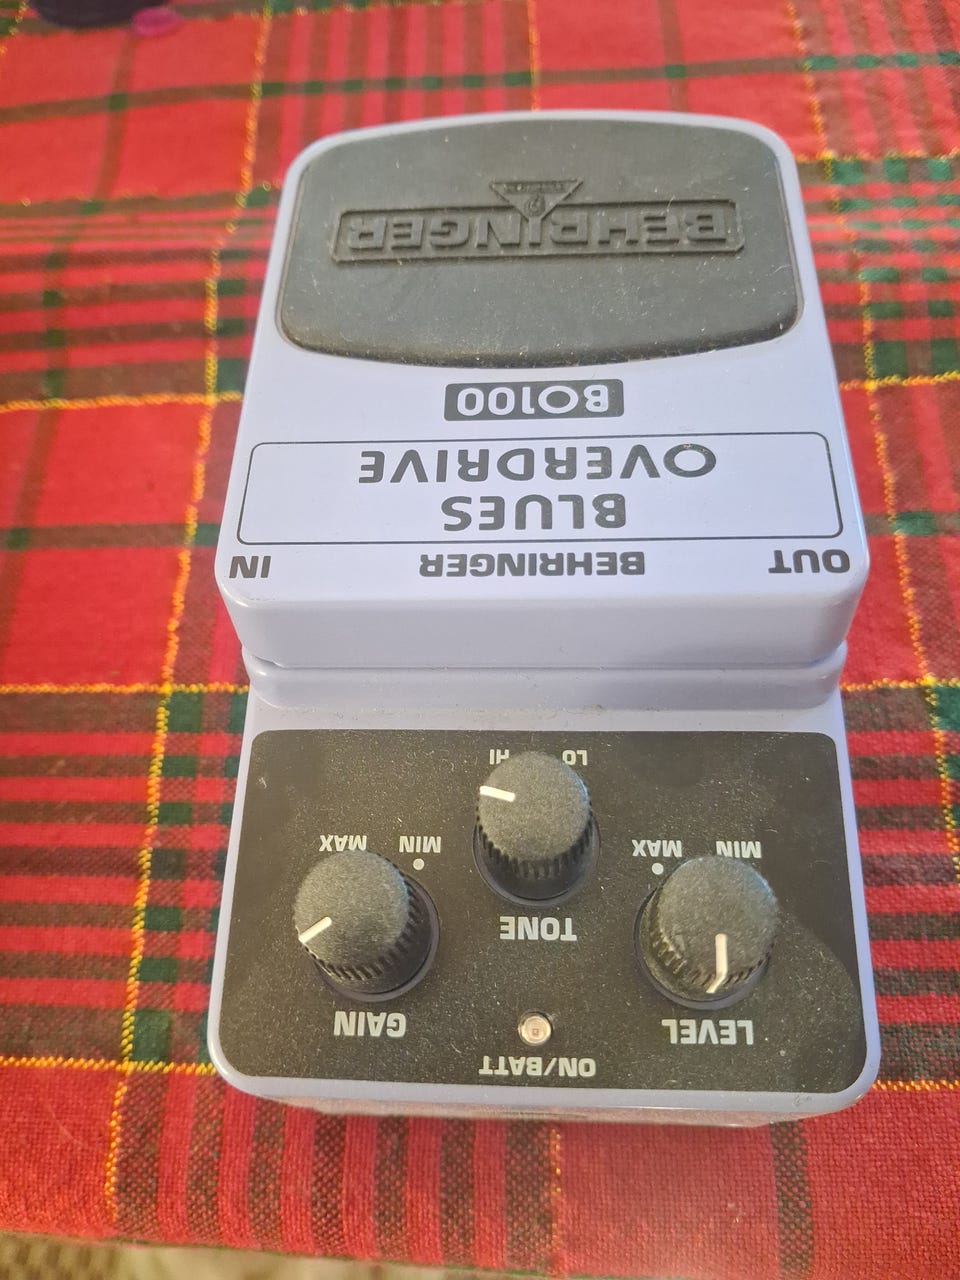 ON/BATT
LEVEL
GAIN
TONE
MIN MAX
MIN MAX
LO HI
OUT BEHRINGER IN
BLUES
OVERDRIVE
BO100
BEHRINGER